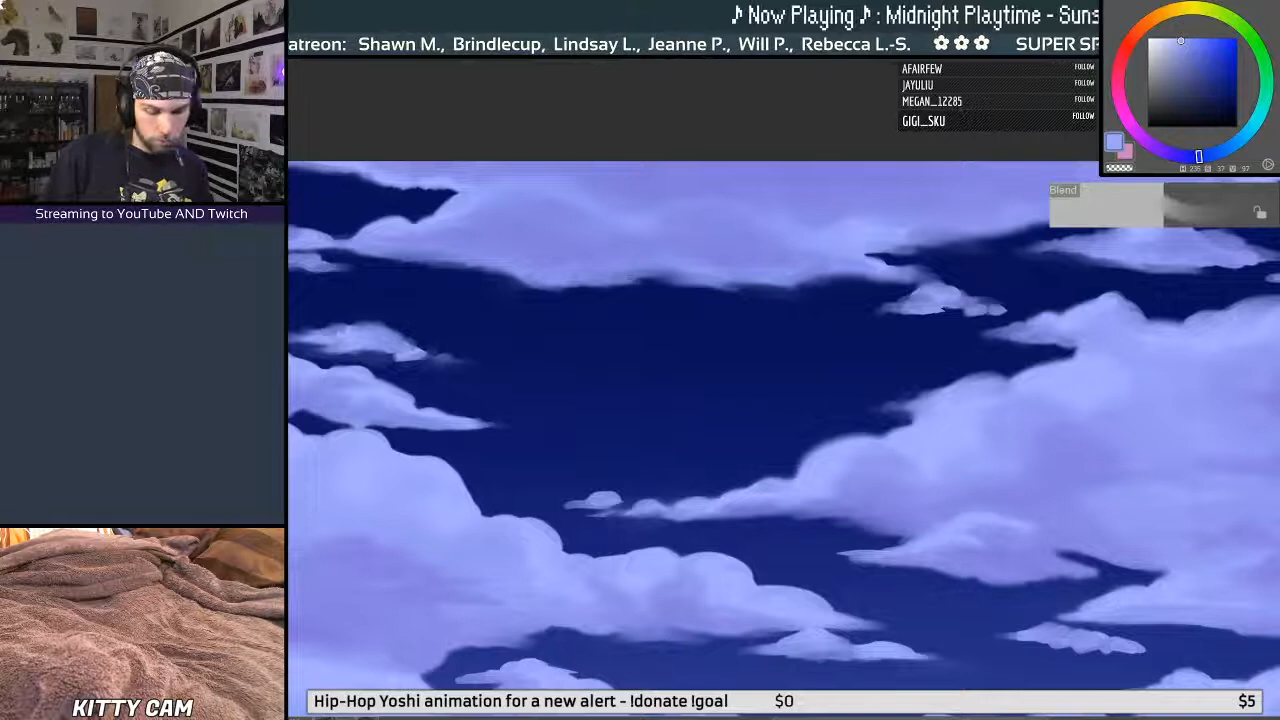 ♪ Now Playing ♪ : Midnight Playtime - Suns
atreon: Shawn M., Brindlecup, Lindsay L., Jeanne P., Will P., Rebecca L.-S. ✿ ✿ ✿ SUPER SP
AFAIRFEW FOLLOW
JAYULIU FOLLOW
MEGAN_12285 FOLLOW
GIGI_SKU FOLLOW
Blend
Streaming to YouTube AND Twitch
KITTY CAM
Hip-Hop Yoshi animation for a new alert - !donate !goal $0 $5